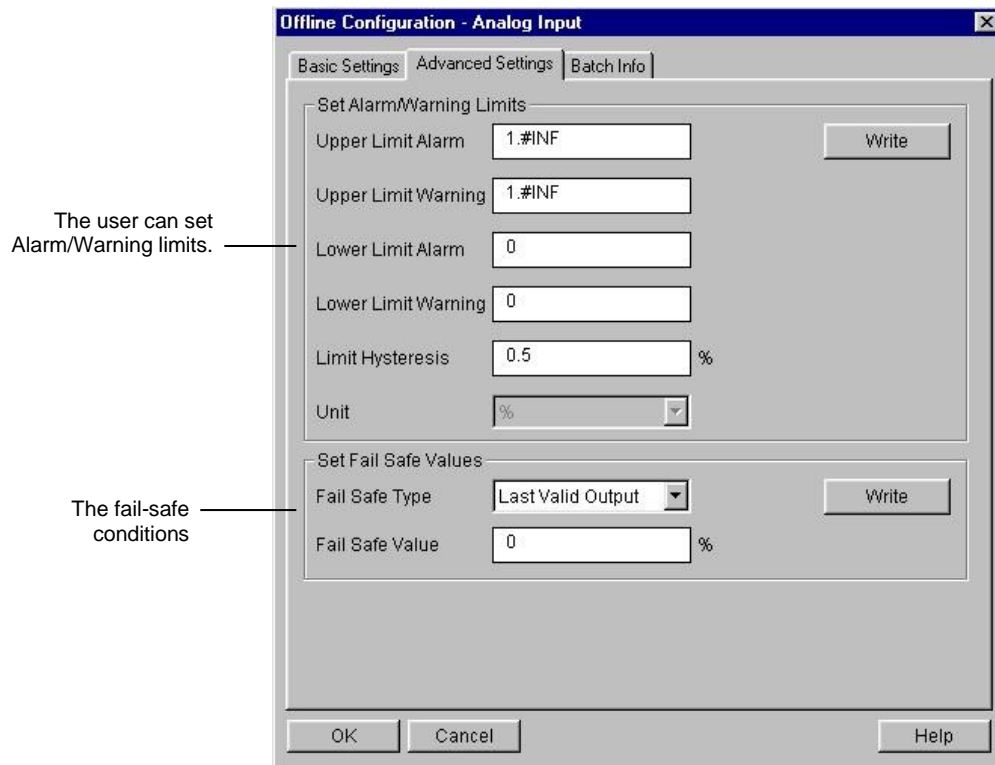 Offline Configuration - Analog Input
Basic Settings Advanced Settings Batch Info
Set Alarm/Warning Limits
Upper Limit Alarm 1.#INF Write
Upper Limit Warning 1.#INF
The user can set
Alarm/Warning limits.
Lower Limit Alarm 0
Lower Limit Warning 0
Limit Hysteresis 0.5 %
Unit %
Set Fail Safe Values
Fail Safe Type Last Valid Output Write
The fail-safe
conditions
Fail Safe Value 0 %
OK Cancel Help